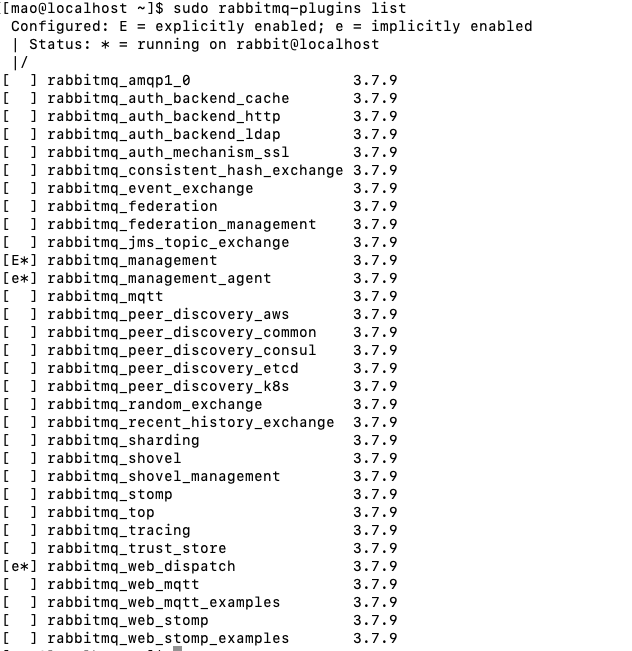 [[mao@localhost ~]$ sudo rabbitmq-plugins list
 Configured: E = explicitly enabled; e = implicitly enabled
 | Status: * = running on rabbit@localhost
 |/
[  ] rabbitmq_amqp1_0                  3.7.9
[  ] rabbitmq_auth_backend_cache       3.7.9
[  ] rabbitmq_auth_backend_http        3.7.9
[  ] rabbitmq_auth_backend_ldap        3.7.9
[  ] rabbitmq_auth_mechanism_ssl       3.7.9
[  ] rabbitmq_consistent_hash_exchange 3.7.9
[  ] rabbitmq_event_exchange           3.7.9
[  ] rabbitmq_federation               3.7.9
[  ] rabbitmq_federation_management    3.7.9
[  ] rabbitmq_jms_topic_exchange       3.7.9
[E*] rabbitmq_management               3.7.9
[e*] rabbitmq_management_agent         3.7.9
[  ] rabbitmq_mqtt                     3.7.9
[  ] rabbitmq_peer_discovery_aws       3.7.9
[  ] rabbitmq_peer_discovery_common    3.7.9
[  ] rabbitmq_peer_discovery_consul    3.7.9
[  ] rabbitmq_peer_discovery_etcd      3.7.9
[  ] rabbitmq_peer_discovery_k8s       3.7.9
[  ] rabbitmq_random_exchange          3.7.9
[  ] rabbitmq_recent_history_exchange  3.7.9
[  ] rabbitmq_sharding                 3.7.9
[  ] rabbitmq_shovel                   3.7.9
[  ] rabbitmq_shovel_management        3.7.9
[  ] rabbitmq_stomp                    3.7.9
[  ] rabbitmq_top                      3.7.9
[  ] rabbitmq_tracing                  3.7.9
[  ] rabbitmq_trust_store              3.7.9
[e*] rabbitmq_web_dispatch             3.7.9
[  ] rabbitmq_web_mqtt                 3.7.9
[  ] rabbitmq_web_mqtt_examples        3.7.9
[  ] rabbitmq_web_stomp                3.7.9
[  ] rabbitmq_web_stomp_examples       3.7.9